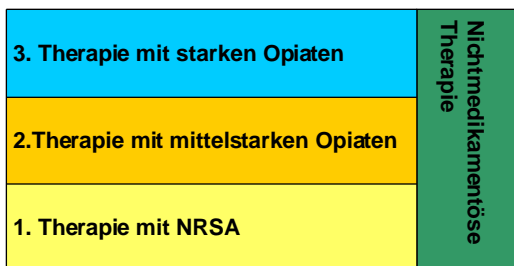 3. Therapie mit starken Opiaten
2.Therapie mit mittelstarken Opiaten
1. Therapie mit NRSA
Nichtmedikamentöse
Therapie